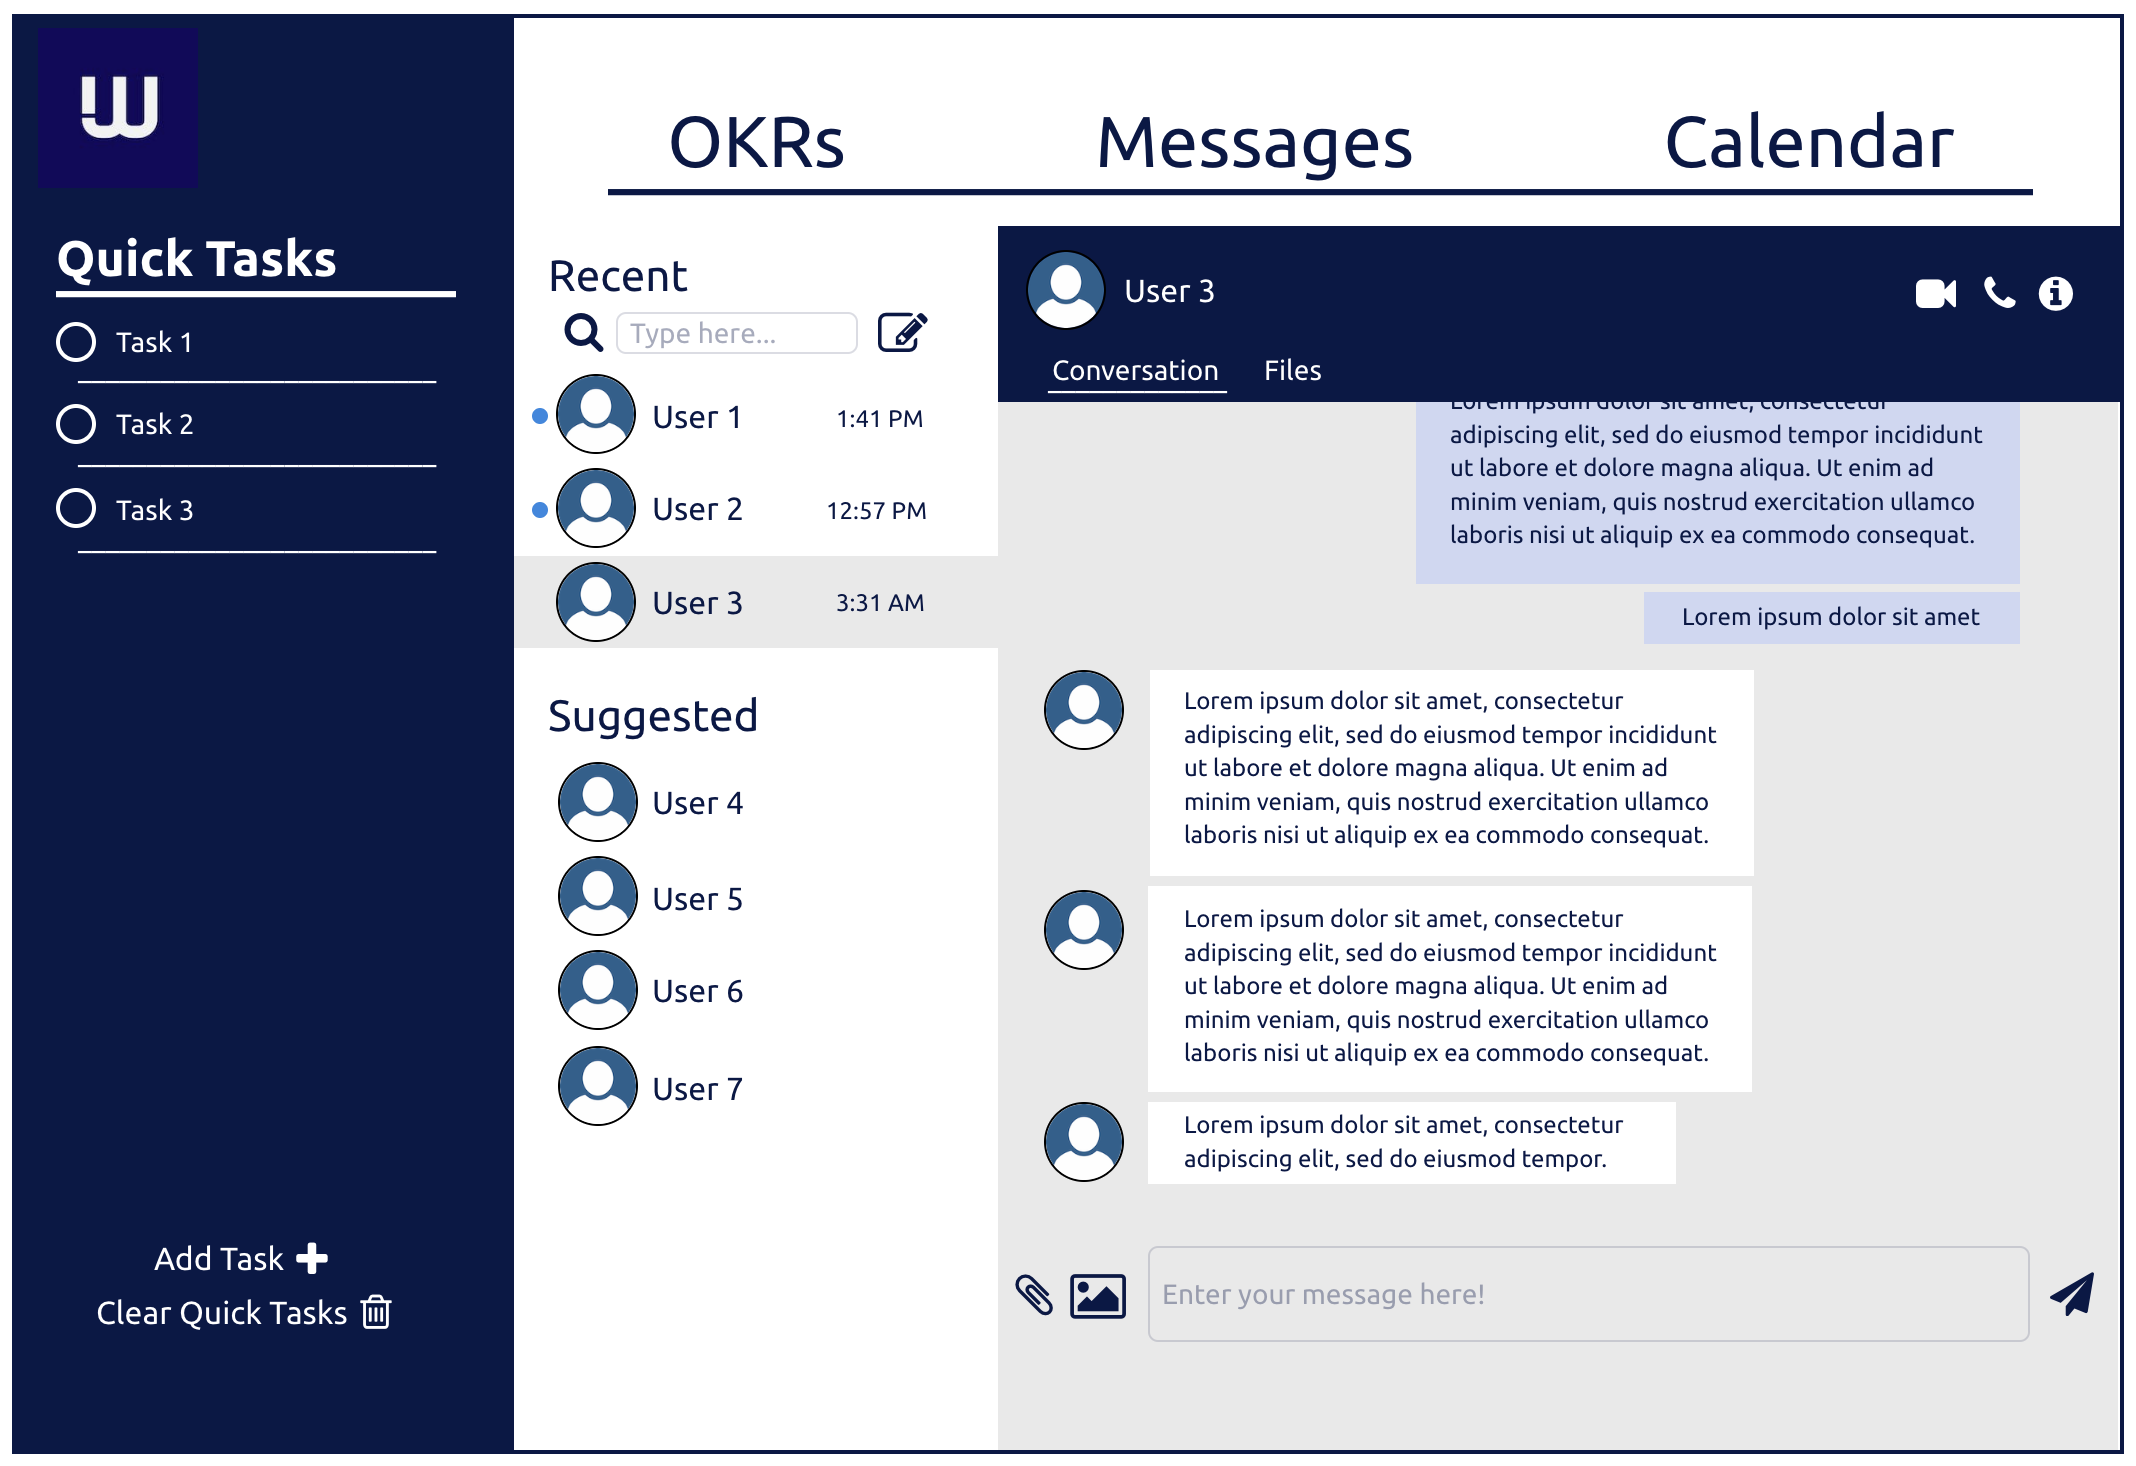 W
OKRs Messages Calendar
Quick Tasks
Task 1
Task 2
Task 3
Add Task
Clear Quick Tasks
Recent
Type here...
User 1 1:41 PM
User 2 12:57 PM
User 3 3:31 AM
Suggested
User 4
User 5
User 6
User 7
User 3
Conversation Files
Lorem ipsum dolor sit amet, consectetur
adipiscing elit, sed do eiusmod tempor incididunt
ut labore et dolore magna aliqua. Ut enim ad
minim veniam, quis nostrud exercitation ullamco
laboris nisi ut aliquip ex ea commodo consequat.
Lorem ipsum dolor sit amet
Lorem ipsum dolor sit amet, consectetur
adipiscing elit, sed do eiusmod tempor incididunt
ut labore et dolore magna aliqua. Ut enim ad
minim veniam, quis nostrud exercitation ullamco
laboris nisi ut aliquip ex ea commodo consequat.
Lorem ipsum dolor sit amet, consectetur
adipiscing elit, sed do eiusmod tempor incididunt
ut labore et dolore magna aliqua. Ut enim ad
minim veniam, quis nostrud exercitation ullamco
laboris nisi ut aliquip ex ea commodo consequat.
Lorem ipsum dolor sit amet, consectetur
adipiscing elit, sed do eiusmod tempor.
Enter your message here!